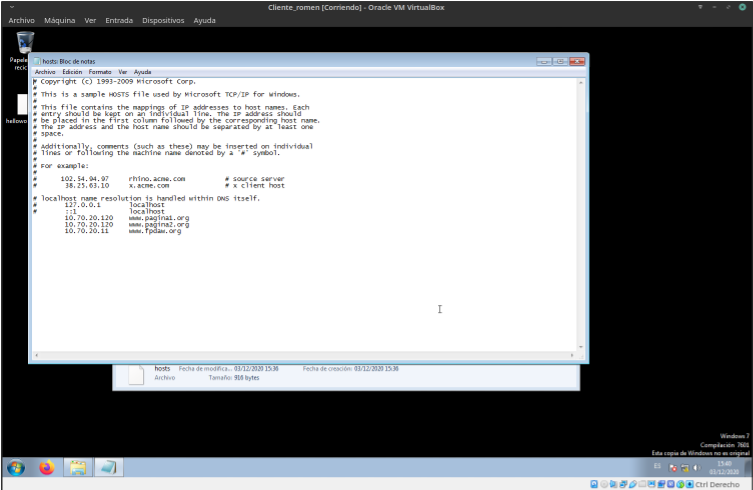 Cliente_romen [Corriendo] - Oracle VM VirtualBox
Archivo Máquina Ver Entrada Dispositivos Ayuda
hosts: Bloc de notas
Archivo Edición Formato Ver Ayuda
# Copyright (c) 1993-2009 Microsoft Corp.
#
# This is a sample HOSTS file used by Microsoft TCP/IP for Windows.
#
# This file contains the mappings of IP addresses to host names. Each
# entry should be kept on an individual line. The IP address should
# be placed in the first column followed by the corresponding host name.
# The IP address and the host name should be separated by at least one
# space.
#
# Additionally, comments (such as these) may be inserted on individual
# lines or following the machine name denoted by a '#' symbol.
#
# For example:
#
# 102.54.94.97 rhino.acme.com # source server
# 38.25.63.10 x.acme.com # x client host

# localhost name resolution is handled within DNS itself.
# 127.0.0.1 localhost
# ::1 localhost
10.70.20.120 www.pagina1.org
10.70.20.120 www.pagina2.org
10.70.20.11 www.fpdaw.org
Papele
recic
hellowo
hosts Fecha de modifica... 03/12/2020 15:36 Fecha de creación: 03/12/2020 15:36
Archivo Tamaño: 916 bytes
Windows 7
Compilación 7601
Esta copia de Windows no es original
ES 15:40
03/12/2020
Ctrl Derecho